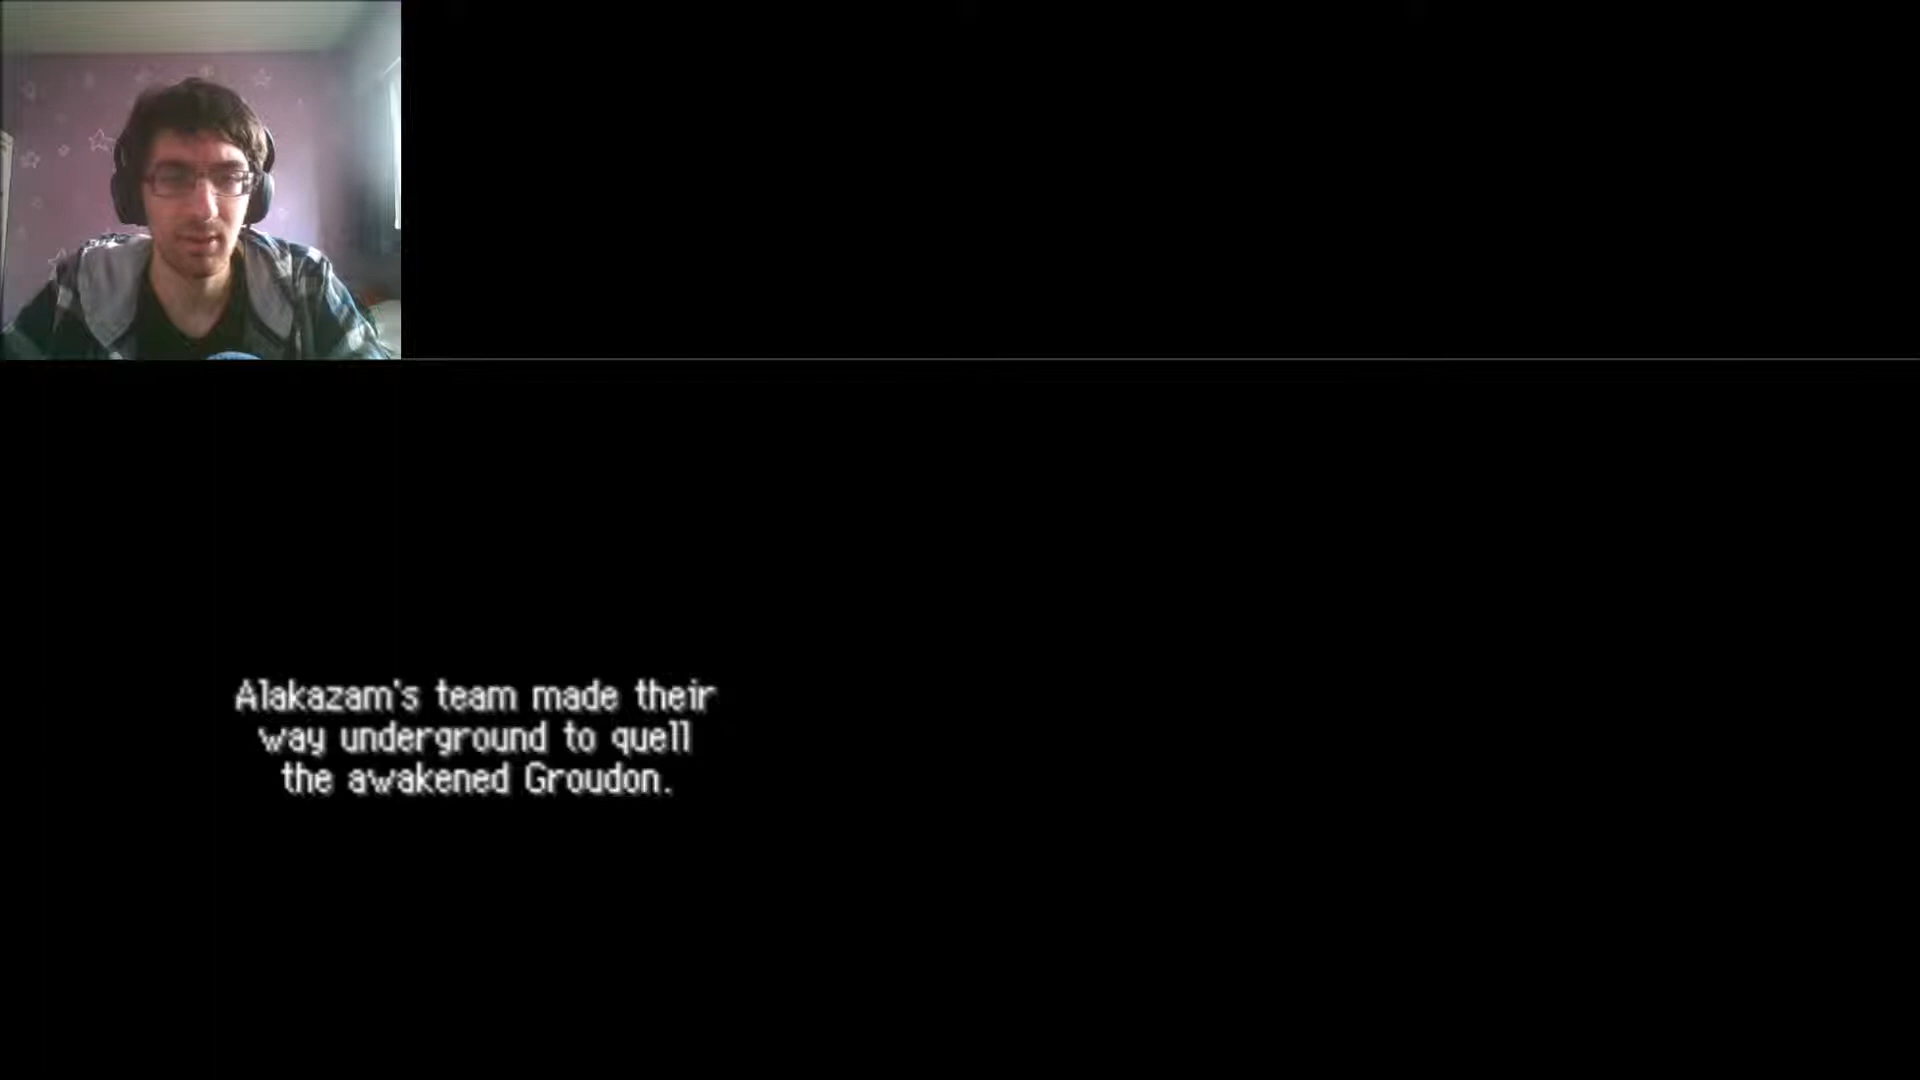 Alakazam's team made their
way underground to quell
the awakened Groudon.